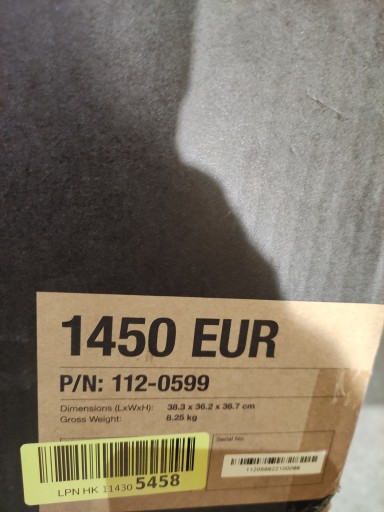 1450 EUR
P/N: 112-0599
Dimensions (LxWxH): 38.3 x 36.2 x 36.7 cm
Gross Weight: 8.25 kg
Serial No:
LPN HK 11430 5458